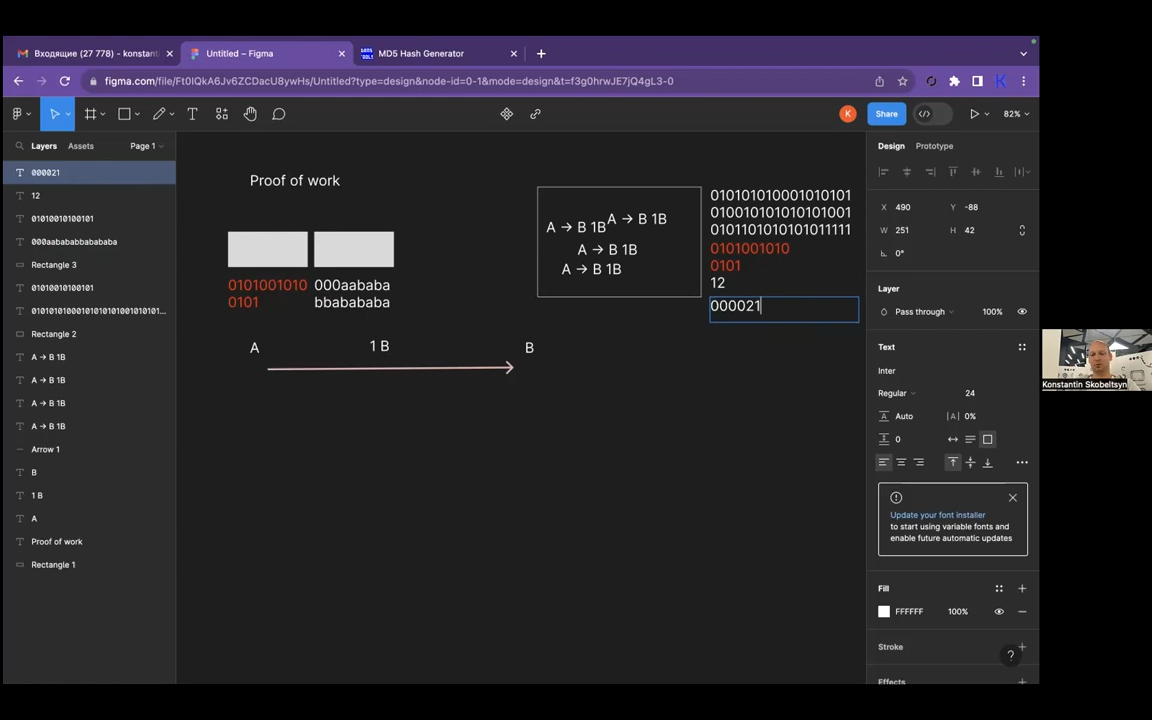 Входящие (27 778) - konstant
Untitled – Figma
MD5 Hash Generator
figma.com/file/Ft0IQkA6Jv6ZCDacU8ywHs/Untitled?type=design&node-id=0-1&mode=design&t=f3g0hrwJE7jQ4gL3-0
K
Share
82%
Layers
Assets
Page 1
000021
12
01010010100101
000aabababbabababa
Rectangle 3
01010010100101
0101010100010101010100101010...
Rectangle 2
A → B 1B
A → B 1B
A → B 1B
A → B 1B
Arrow 1
B
1 B
A
Proof of work
Rectangle 1
Proof of work
0101001010
0101
000aababa
bbabababa
A
1 B
B
A → B 1B
A → B 1B
A → B 1B
A → B 1B
010101010001010101
010010101010101001
010110101010101111
0101001010
0101
12
000021
Design
Prototype
X 490
Y -88
W 251
H 42
0°
Layer
Pass through
100%
Text
Inter
Regular
24
Auto
0%
0
Update your font installer
to start using variable fonts and
enable future automatic updates
Fill
FFFFFF
100%
Stroke
?
Effects
Konstantin Skobeltsyn